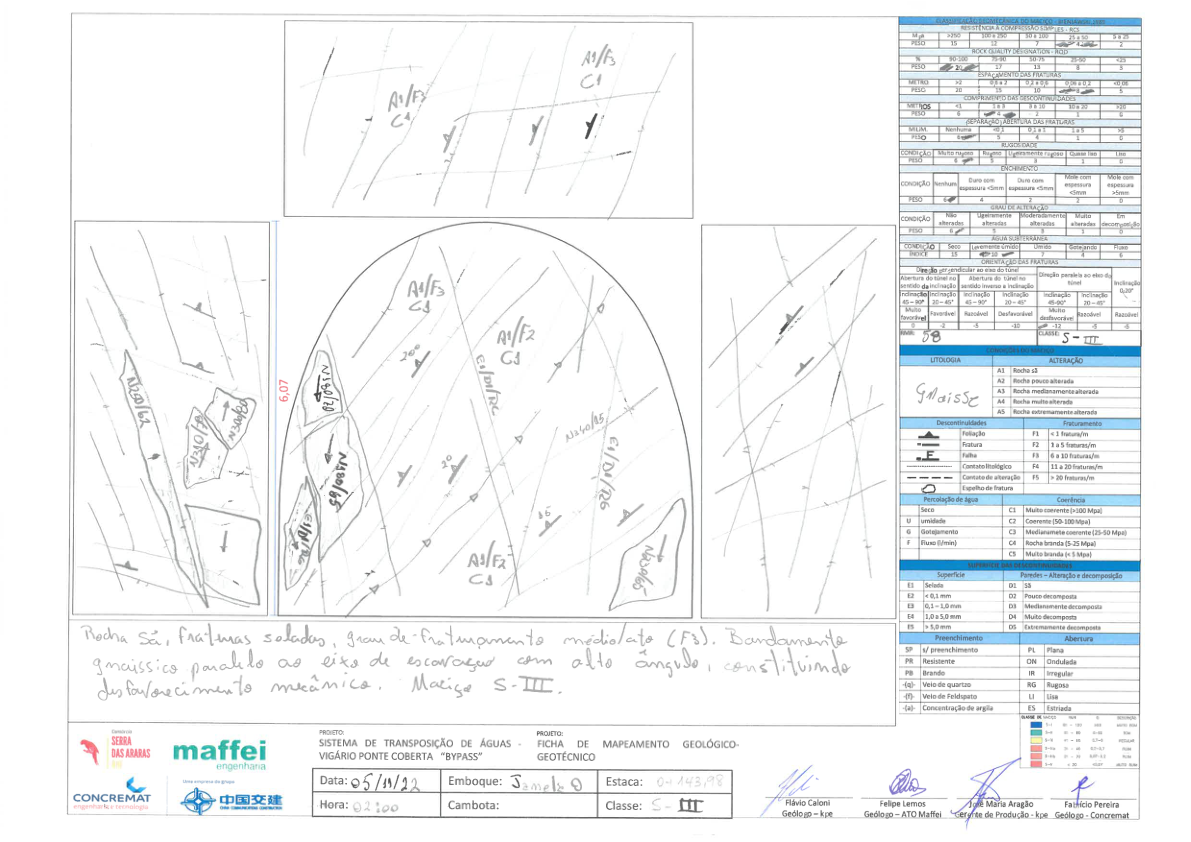 A1/F3
C1
A1/F3
C1
CLASSIFICAÇÃO GEOMECÂNICA DO MACIÇO - BIENIAWSKI, 1989
RESISTÊNCIA À COMPRESSÃO SIMPLES - RCS
MPa >250 100 a 250 50 a 100 25 a 50 5 a 25
PESO 15 12 7 4 2
ROCK QUALITY DESIGNATION - RQD
% 90-100 75-90 50-75 25-50 <25
PESO 20 17 13 8 3
ESPAÇAMENTO DAS FRATURAS
METRO >2 0,6 a 2 0,2 a 0,6 0,06 a 0,2 <0,06
PESO 20 15 10 8 5
COMPRIMENTO DAS DESCONTINUIDADES
METROS <1 1 a 3 3 a 10 10 a 20 >20
PESO 6 4 2 1 0
SEPARAÇÃO/ABERTURA DAS FRATURAS
MILIM. Nenhuma <0,1 0,1 a 1 1 a 5 >5
PESO 6 5 4 1 0
RUGOSIDADE
CONDIÇÃO Muito rugoso Rugoso Ligeiramente rugoso Quase liso Liso
PESO 6 5 3 1 0
ENCHIMENTO
CONDIÇÃO Nenhum Duro com espessura <5mm Duro com espessura <5mm Mole com espessura <5mm Mole com espessura >5mm
PESO 6 4 2 2 0
GRAU DE ALTERAÇÃO
CONDIÇÃO Não alteradas Ligeiramente alteradas Moderadamente alteradas Muito alteradas Em decomposição
PESO 6 5 3 1 0
ÁGUA SUBTERRÂNEA
CONDIÇÃO Seco Levemente úmido Úmido Gotejando Fluxo
ÍNDICE 15 10 7 4 6
ORIENTAÇÃO DAS FRATURAS
Direção perpendicular ao eixo do túnel
Direção paralela ao eixo do túnel
Inclinação 0-20°
Abertura do túnel no sentido da inclinação
Abertura do túnel no sentido inverso a inclinação
Inclinação 45 – 90° Inclinação 20 – 45° Inclinação 45 – 90° Inclinação 20 – 45° Inclinação 45-90° Inclinação 20 – 45°
Muito favorável Favorável Razoável Desfavorável Muito desfavorável Razoável Razoável
0 -2 -5 -10 -12 -5 -5
RMR: 58 CLASSE: S-III
CONDIÇÕES DO MACIÇO
LITOLOGIA ALTERAÇÃO
Gnaisse
A1 Rocha sã
A2 Rocha pouco alterada
A3 Rocha medianamente alterada
A4 Rocha muito alterada
A5 Rocha extremamente alterada
Descontinuidades Fraturamento
Foliação F1 < 1 fratura/m
Fratura F2 3 a 5 fraturas/m
F Falha F3 6 a 10 fraturas/m
Contato litológico F4 11 a 20 fraturas/m
Contato de alteração F5 > 20 fraturas/m
Espelho de fratura
Percolação de água Coerência
Seco C1 Muito coerente (>100 Mpa)
U umidade C2 Coerente (50-100 Mpa)
G Gotejamento C3 Medianamete coerente (25-50 Mpa)
F Fluxo (l/min) C4 Rocha branda (5-25 Mpa)
C5 Muito branda (< 5 Mpa)
SUPERFÍCIE DAS DESCONTINUIDADES
Superfície Paredes – Alteração e decomposição
E1 Selada D1 Sã
E2 < 0,1 mm D2 Pouco decomposta
E3 0,1 – 1,0 mm D3 Medianamente decomposta
E4 1,0 a 5,0 mm D4 Muito decomposta
E5 > 5,0 mm D5 Extremamente decomposta
Preenchimento Abertura
SP s/ preenchimento PL Plana
PR Resistente ON Ondulada
PB Brando IR Irregular
-(q)- Veio de quartzo RG Rugosa
-(f)- Veio de Feldspato LI Lisa
-(a)- Concentração de argila ES Estriada
N200/62
6,07
A1/F3
C1
A1/F2
C1
200
N180/70
N180/85
20
N340/85
85
A1/F2
C1
Rocha sã, fraturas seladas, grau de fraturamento médio/alto (F3). Bandamento
gnaissico paralelo ao eixo de escavação com alto ângulo, constituindo
desfavorecimento mecânico. Maciço S-III.
SERRA
DAS ARARAS
maffei
engenharia
CONCREMAT
engenharia e tecnologia
Uma empresa do grupo
中国交建
PROJETO:
SISTEMA DE TRANSPOSIÇÃO DE ÁGUAS -
VIGÁRIO PONTE COBERTA "BYPASS"
PROJETO:
FICHA DE MAPEAMENTO GEOLÓGICO-
GEOTÉCNICO
Data: 05/11/22 Emboque: Janela Estaca: 0+143,98
Hora: 02:00 Cambota: Classe: S-III
Flávio Caloni
Geólogo – kpe
Felipe Lemos
Geólogo – ATO Maffei
José Maria Aragão
Gerente de Produção - kpe
Fabrício Pereira
Geólogo - Concremat